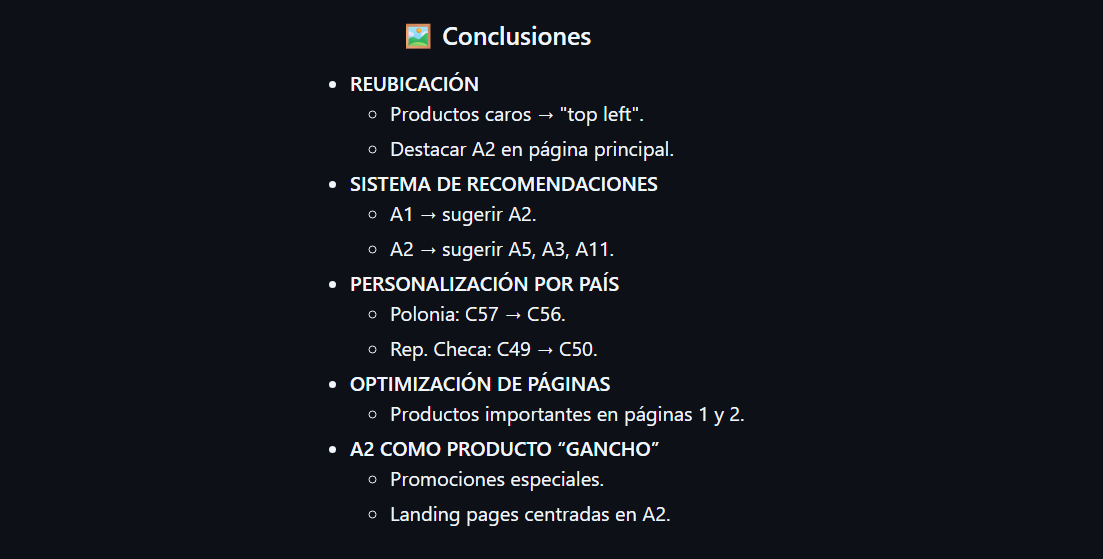 🖼️ Conclusiones
• REUBICACIÓN
◦ Productos caros → "top left".
◦ Destacar A2 en página principal.
• SISTEMA DE RECOMENDACIONES
◦ A1 → sugerir A2.
◦ A2 → sugerir A5, A3, A11.
• PERSONALIZACIÓN POR PAÍS
◦ Polonia: C57 → C56.
◦ Rep. Checa: C49 → C50.
• OPTIMIZACIÓN DE PÁGINAS
◦ Productos importantes en páginas 1 y 2.
• A2 COMO PRODUCTO “GANCHO”
◦ Promociones especiales.
◦ Landing pages centradas en A2.